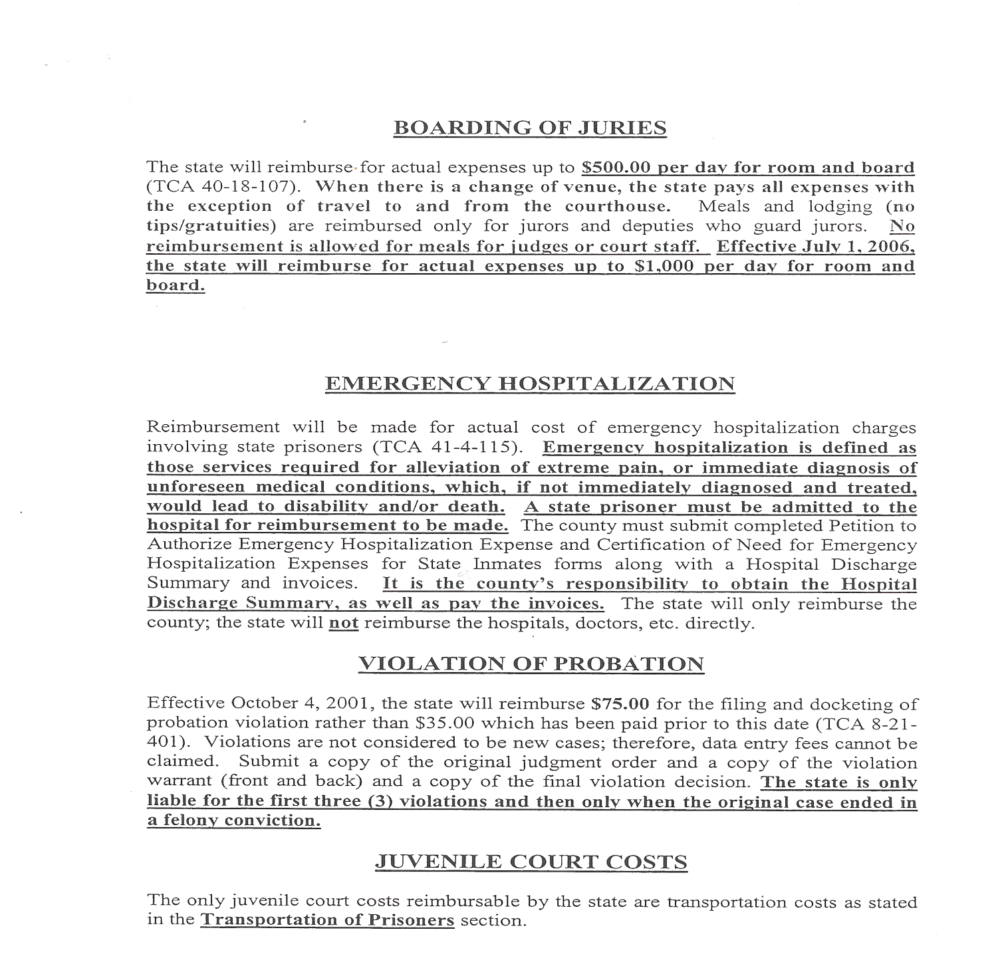 BOARDING OF JURIES
The state will reimburse for actual expenses up to $500.00 per day for room and board
(TCA 40-18-107). When there is a change of venue, the state pays all expenses with
the exception of travel to and from the courthouse. Meals and lodging (no
tips/gratuities) are reimbursed only for jurors and deputies who guard jurors. No
reimbursement is allowed for meals for judges or court staff. Effective July 1, 2006,
the state will reimburse for actual expenses up to $1,000 per day for room and
board.
EMERGENCY HOSPITALIZATION
Reimbursement will be made for actual cost of emergency hospitalization charges
involving state prisoners (TCA 41-4-115). Emergency hospitalization is defined as
those services required for alleviation of extreme pain, or immediate diagnosis of
unforeseen medical conditions, which, if not immediately diagnosed and treated,
would lead to disability and/or death. A state prisoner must be admitted to the
hospital for reimbursement to be made. The county must submit completed Petition to
Authorize Emergency Hospitalization Expense and Certification of Need for Emergency
Hospitalization Expenses for State Inmates forms along with a Hospital Discharge
Summary and invoices. It is the county's responsibility to obtain the Hospital
Discharge Summary, as well as pay the invoices. The state will only reimburse the
county; the state will not reimburse the hospitals, doctors, etc. directly.
VIOLATION OF PROBATION
Effective October 4, 2001, the state will reimburse $75.00 for the filing and docketing of
probation violation rather than $35.00 which has been paid prior to this date (TCA 8-21-
401). Violations are not considered to be new cases; therefore, data entry fees cannot be
claimed. Submit a copy of the original judgment order and a copy of the violation
warrant (front and back) and a copy of the final violation decision. The state is only
liable for the first three (3) violations and then only when the original case ended in
a felony conviction.
JUVENILE COURT COSTS
The only juvenile court costs reimbursable by the state are transportation costs as stated
in the Transportation of Prisoners section.